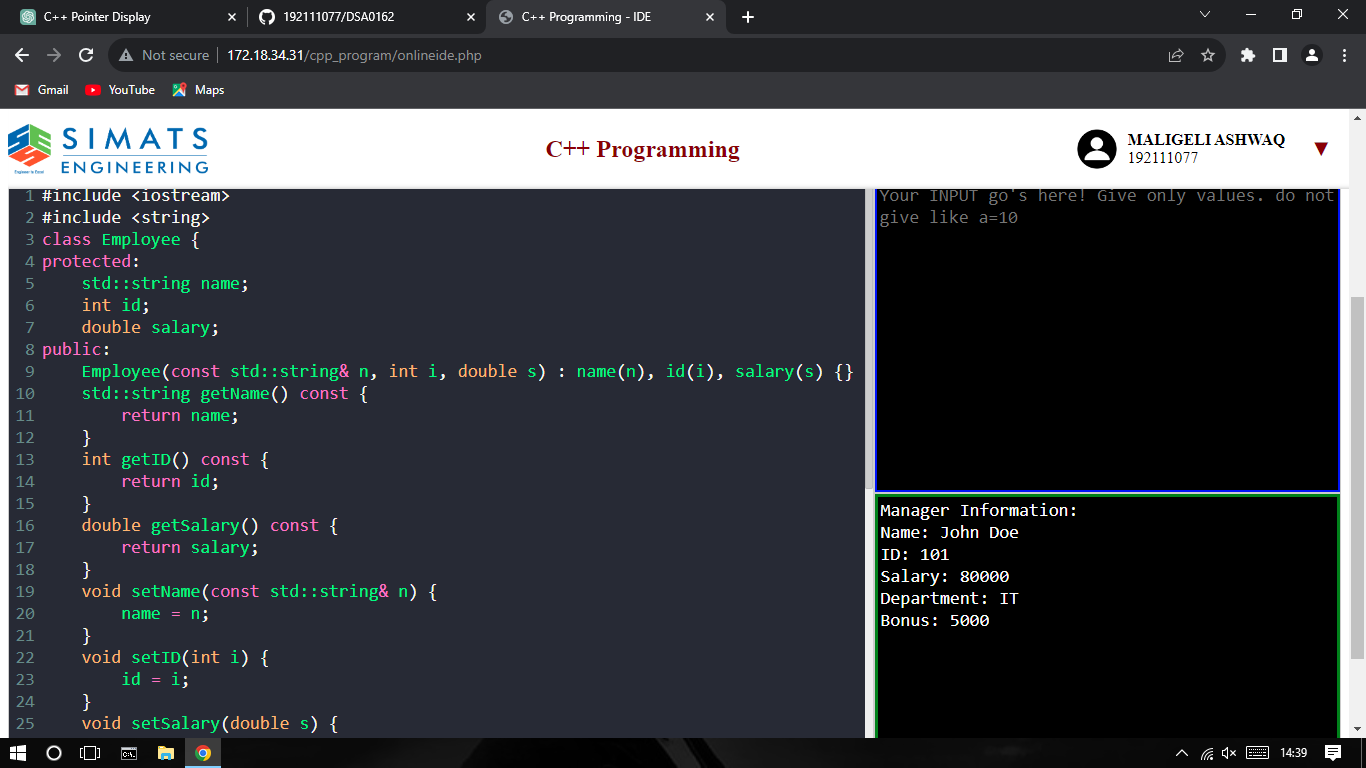 C++ Pointer Display
192111077/DSA0162
C++ Programming - IDE
Not secure
172.18.34.31/cpp_program/onlineide.php
Gmail
YouTube
Maps
SIMATS
ENGINEERING
Engineer to Excel
C++ Programming
MALIGELI ASHWAQ
192111077
1 #include <iostream>
2 #include <string>
3 class Employee {
4 protected:
5     std::string name;
6     int id;
7     double salary;
8 public:
9     Employee(const std::string& n, int i, double s) : name(n), id(i), salary(s) {}
10     std::string getName() const {
11         return name;
12     }
13     int getID() const {
14         return id;
15     }
16     double getSalary() const {
17         return salary;
18     }
19     void setName(const std::string& n) {
20         name = n;
21     }
22     void setID(int i) {
23         id = i;
24     }
25     void setSalary(double s) {
Your INPUT go's here! Give only values. do not
give like a=10
Manager Information:
Name: John Doe
ID: 101
Salary: 80000
Department: IT
Bonus: 5000
14:39